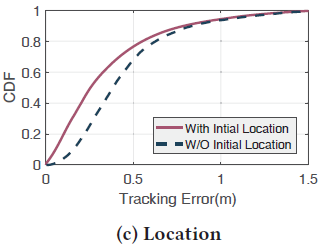 1
0.8
0.6
0.4
0.2
0
CDF
With Intial Location
W/O Initial Location
0 0.5 1 1.5
Tracking Error(m)
(c) Location